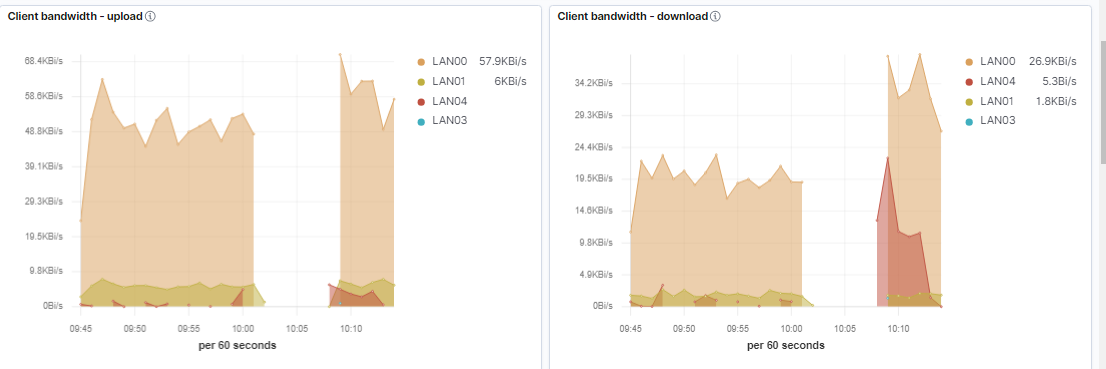 Client bandwidth - upload
68.4KBi/s
58.6KBi/s
48.8KBi/s
39.1KBi/s
29.3KBi/s
19.5KBi/s
9.8KBi/s
0Bi/s
09:45 09:50 09:55 10:00 10:05 10:10
per 60 seconds
LAN00 57.9KBi/s
LAN01 6KBi/s
LAN04
LAN03
Client bandwidth - download
34.2KBi/s
29.3KBi/s
24.4KBi/s
19.5KBi/s
14.6KBi/s
9.8KBi/s
4.9KBi/s
0Bi/s
09:45 09:50 09:55 10:00 10:05 10:10
per 60 seconds
LAN00 26.9KBi/s
LAN04 5.3Bi/s
LAN01 1.8KBi/s
LAN03